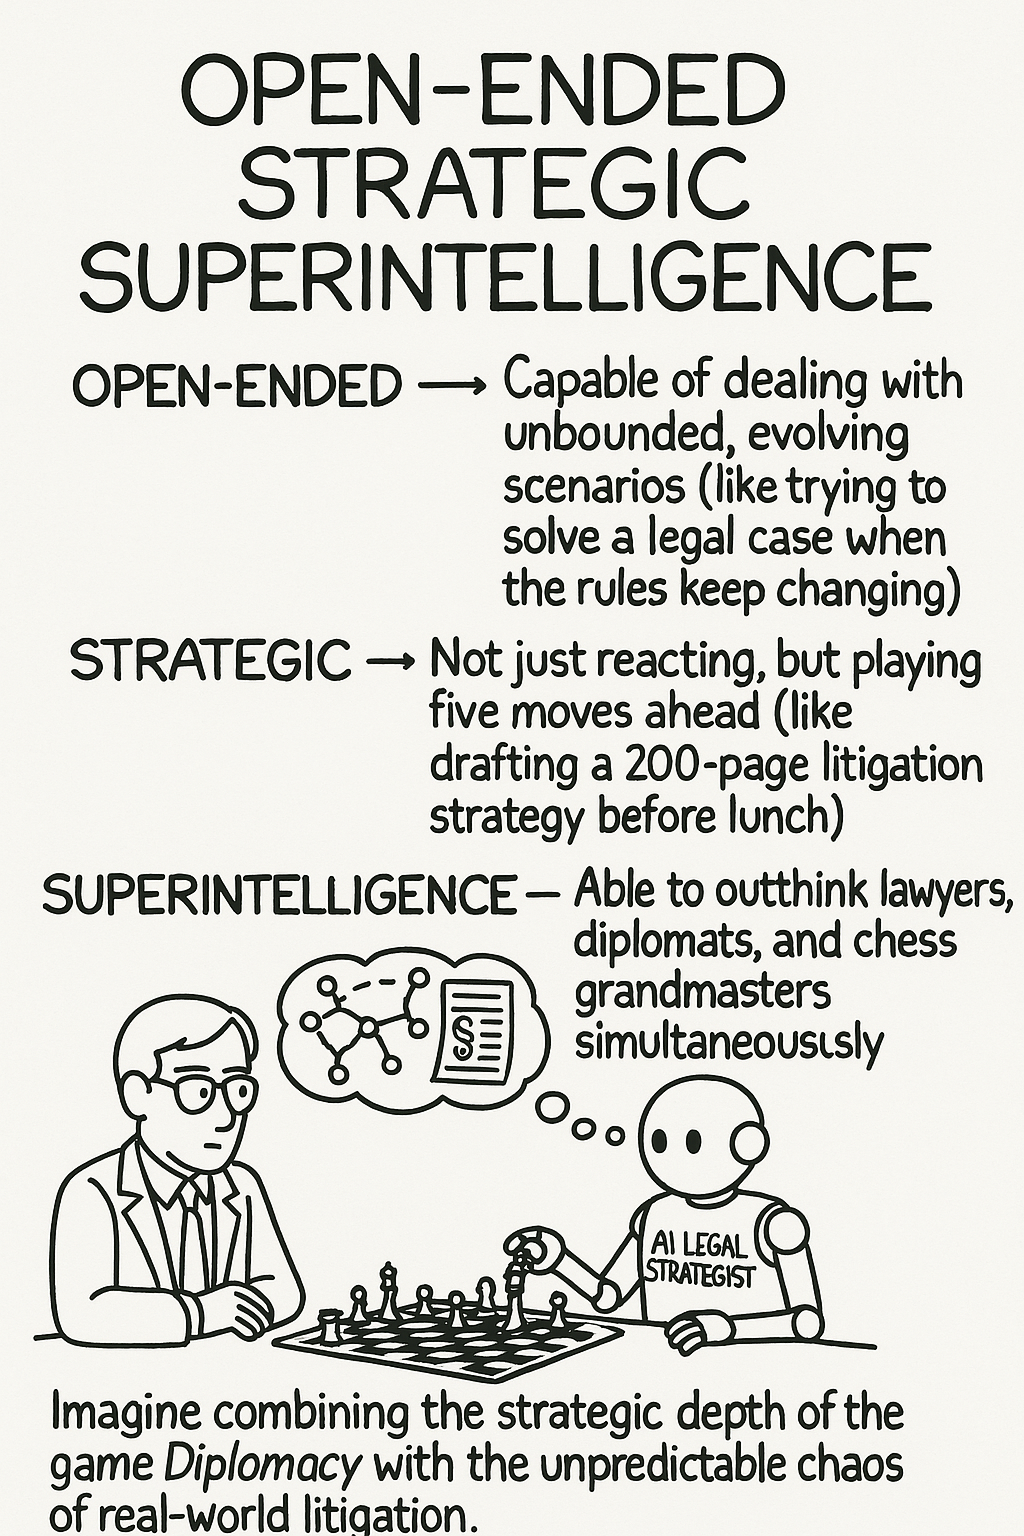 OPEN-ENDED
STRATEGIC
SUPERINTELLIGENCE
OPEN-ENDED → Capable of dealing with
unbounded, evolving
scenarios (like trying to
solve a legal case when
the rules keep changing)
STRATEGIC → Not just reacting, but playing
five moves ahead (like
drafting a 200-page litigation
strategy before lunch)
SUPERINTELLIGENCE — Able to outthink lawyers,
diplomats, and chess
grandmasters
simultaneouslsly
§
AI LEGAL
STRATEGIST
Imagine combining the strategic depth of the
game Diplomacy with the unpredictable chaos
of real-world litigation.